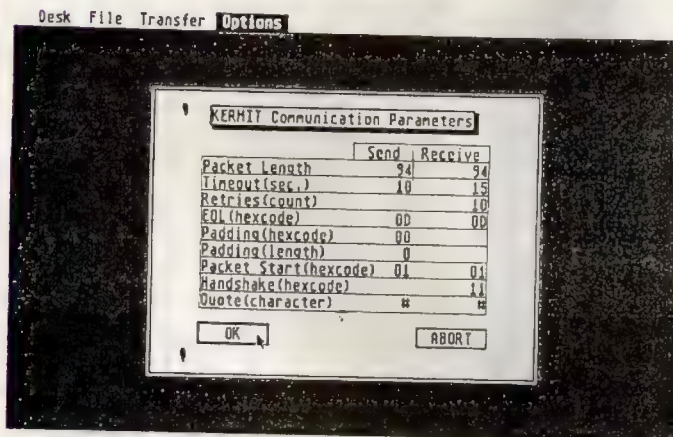 Desk File Transfer Options
KERMIT Communication Parameters
Send Receive
Packet Length 94 94
Timeout(sec.) 10 15
Retries(count) 10
EOL(hexcode) 0D 0D
Padding(hexcode) 00
Padding(length) 0
Packet Start(hexcode) 01 01
Handshake(hexcode) 11
Quote(character) # #
OK ABORT